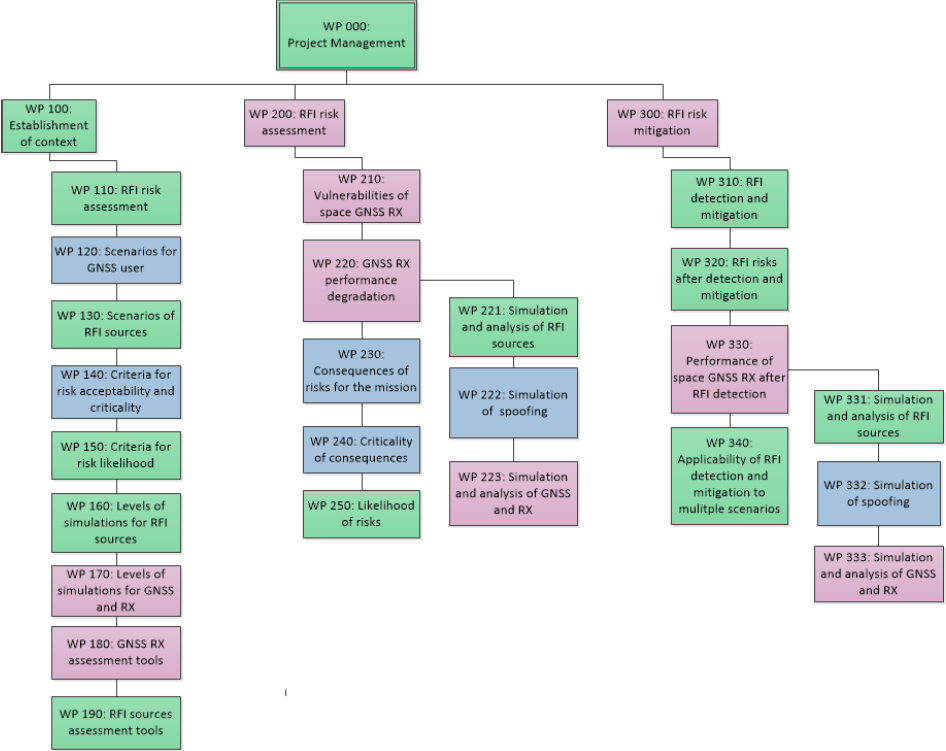 WP 000:
Project Management
WP 100:
Establishment
of context
WP 110: RFI risk
assessment
WP 120: Scenarios for
GNSS user
WP 130: Scenarios of
RFI sources
WP 140: Criteria for
risk acceptability and
criticality
WP 150: Criteria for
risk likelihood
WP 160: Levels of
simulations for RFI
sources
WP 170: Levels of
simulations for GNSS
and RX
WP 180: GNSS RX
assessment tools
WP 190: RFI sources
assessment tools
WP 200: RFI risk
assessment
WP 210:
Vulnerabilities of
space GNSS RX
WP 220: GNSS RX
performance
degradation
WP 221: Simulation
and analysis of RFI
sources
WP 222: Simulation
of spoofing
WP 223: Simulation
and analysis of GNSS
and RX
WP 230:
Consequences of
risks for the mission
WP 240: Criticality
of consequences
WP 250: Likelihood
of risks
WP 300: RFI risk
mitigation
WP 310: RFI
detection and
mitigation
WP 320: RFI risks
after detection and
mitigation
WP 330:
Performance of
space GNSS RX after
RFI detection
WP 331: Simulation
and analysis of RFI
sources
WP 332: Simulation
of spoofing
WP 333: Simulation
and analysis of GNSS
and RX
WP 340:
Applicability of RFI
detection and
mitigation to
mulitple scenarios